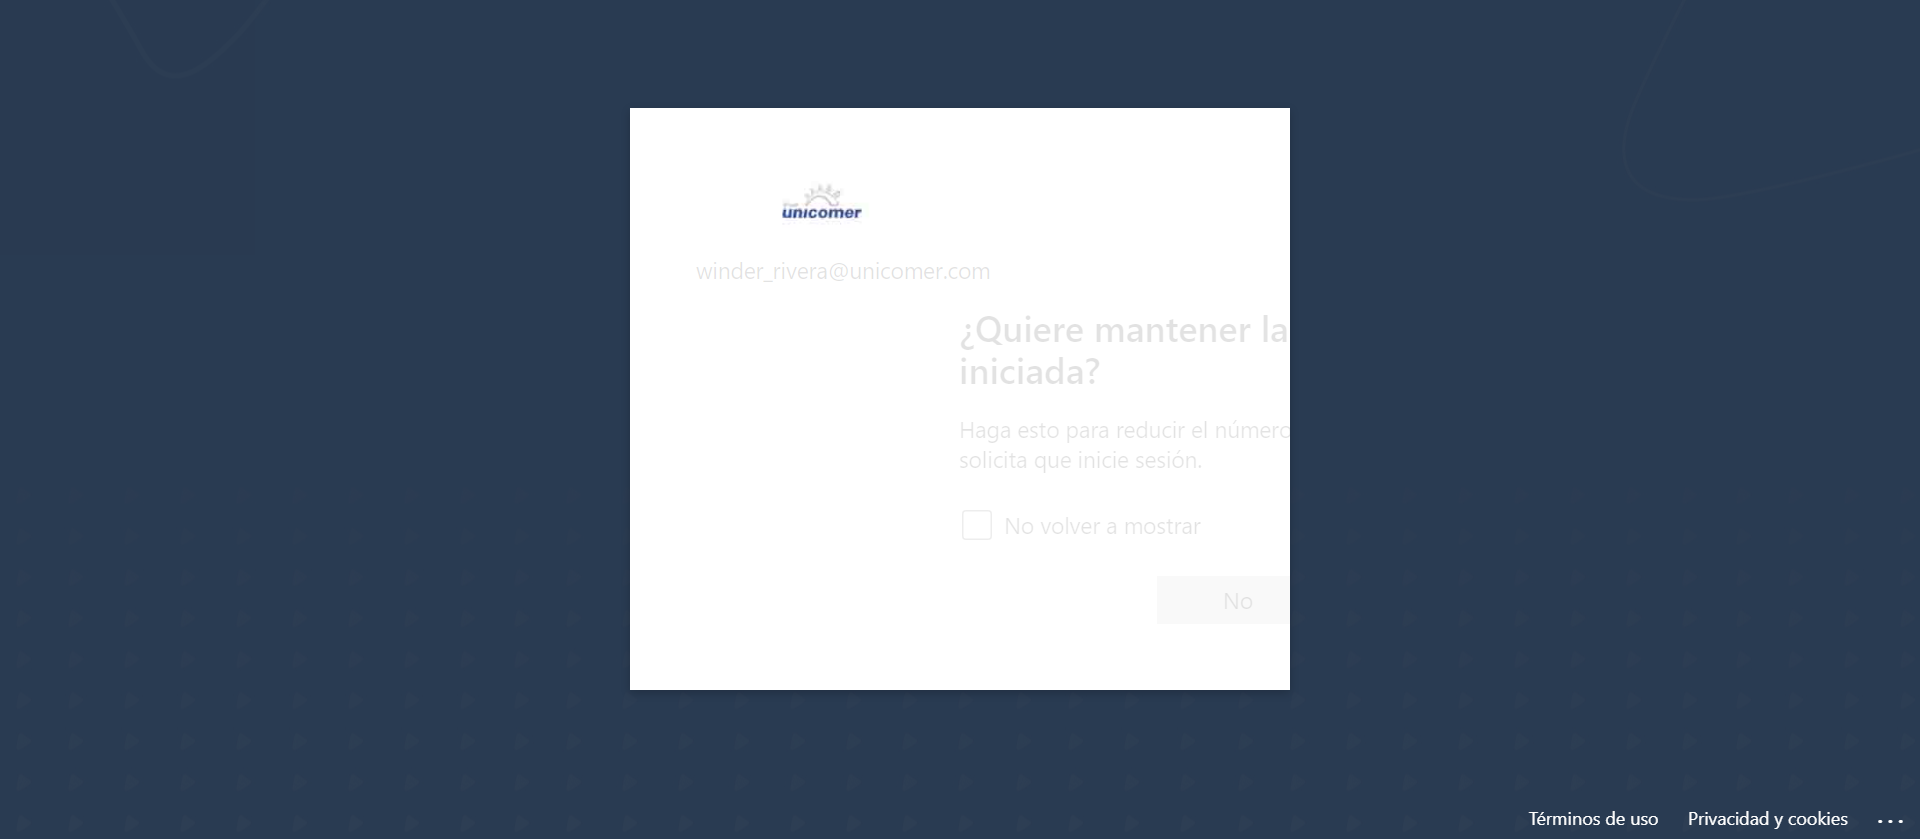 unicomer
winder_rivera@unicomer.com
¿Quiere mantener la
iniciada?
Haga esto para reducir el número
solicita que inicie sesión.
No volver a mostrar
No
Términos de uso
Privacidad y cookies
...